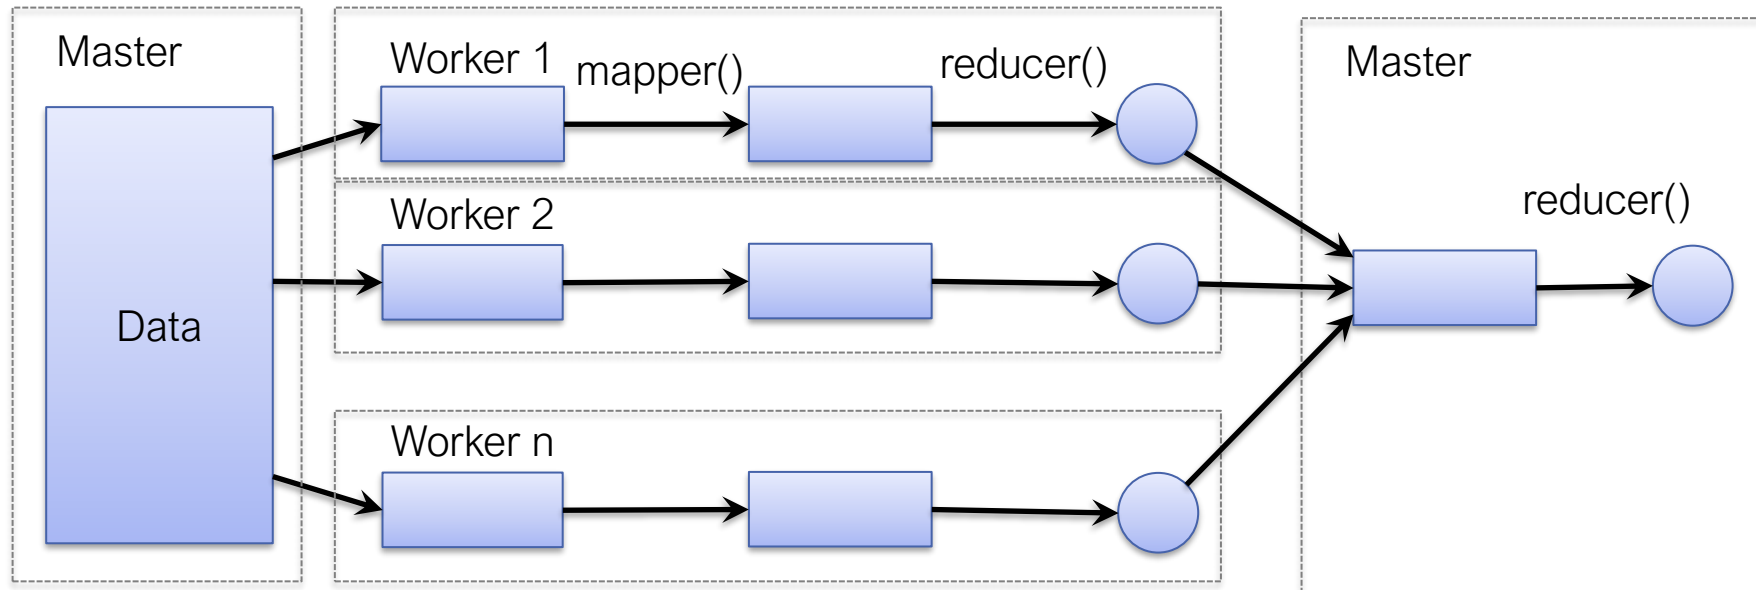 Master
Data
Worker 1
mapper()
reducer()
Worker 2
Worker n
Master
reducer()